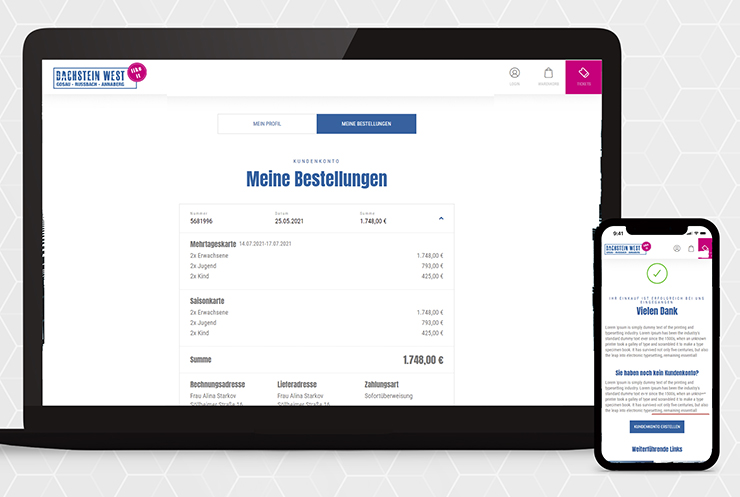 DACHSTEIN WEST
like it
GOSAU - RUSSBACH - ANNABERG
LOGIN
WARENKORB
TICKETS
MEIN PROFIL
MEINE BESTELLUNGEN
KUNDENKONTO
Meine Bestellungen
Nummer Datum Summe
5681996 25.05.2021 1.748,00 €
Mehrtageskarte 14.07.2021-17.07.2021
2x Erwachsene 1.748,00 €
2x Jugend 793,00 €
2x Kind 425,00 €
Saisonkarte
2x Erwachsene 1.748,00 €
2x Jugend 793,00 €
2x Kind 425,00 €
Summe 1.748,00 €
Rechnungsadresse Lieferadresse Zahlungsart
Frau Alina Starkov Frau Alina Starkov Sofortüberweisung
9:41
DACHSTEIN WEST
IHR EINKAUF IST ERFOLGREICH BEI UNS
EINGEGANGEN
Vielen Dank
Lorem Ipsum is simply dummy text of the printing and
typesetting industry. Lorem Ipsum has been the industry's
standard dummy text ever since the 1500s, when an unknown
printer took a galley of type and scrambled it to make a type
specimen book. It has survived not only five centuries, but also
the leap into electronic typesetting, remaining essentiall
Sie haben noch kein Kundenkonto?
Lorem Ipsum is simply dummy text of the printing and
typesetting industry. Lorem Ipsum has been the industry's
standard dummy text ever since the 1500s, when an unknown
printer took a galley of type and scrambled it to make a type
specimen book. It has survived not only five centuries, but also
the leap into electronic typesetting, remaining essentiall
KUNDENKONTO ERSTELLEN
Weiterführende Links